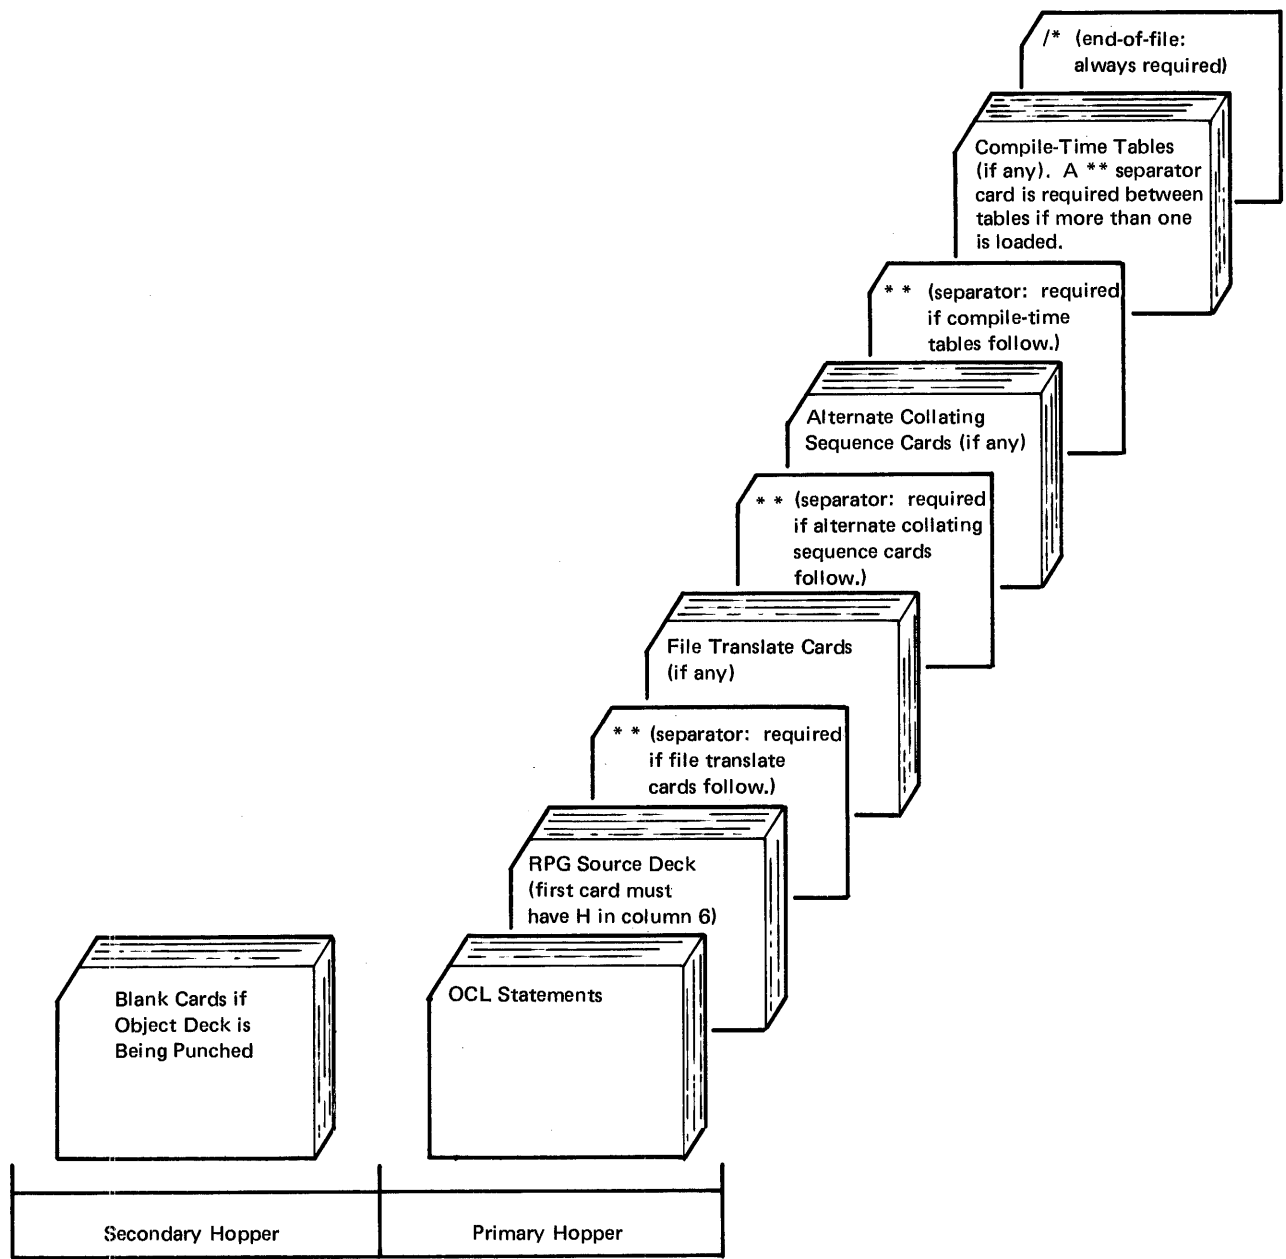 /* (end-of-file:
always required)
Compile-Time Tables
(if any). A ** separator
card is required between
tables if more than one
is loaded.
* * (separator: required
if compile-time
tables follow.)
Alternate Collating
Sequence Cards (if any)
* * (separator: required
if alternate collating
sequence cards
follow.)
File Translate Cards
(if any)
* * (separator: required
if file translate
cards follow.)
RPG Source Deck
(first card must
have H in column 6)
OCL Statements
Blank Cards if
Object Deck is
Being Punched
Secondary Hopper
Primary Hopper